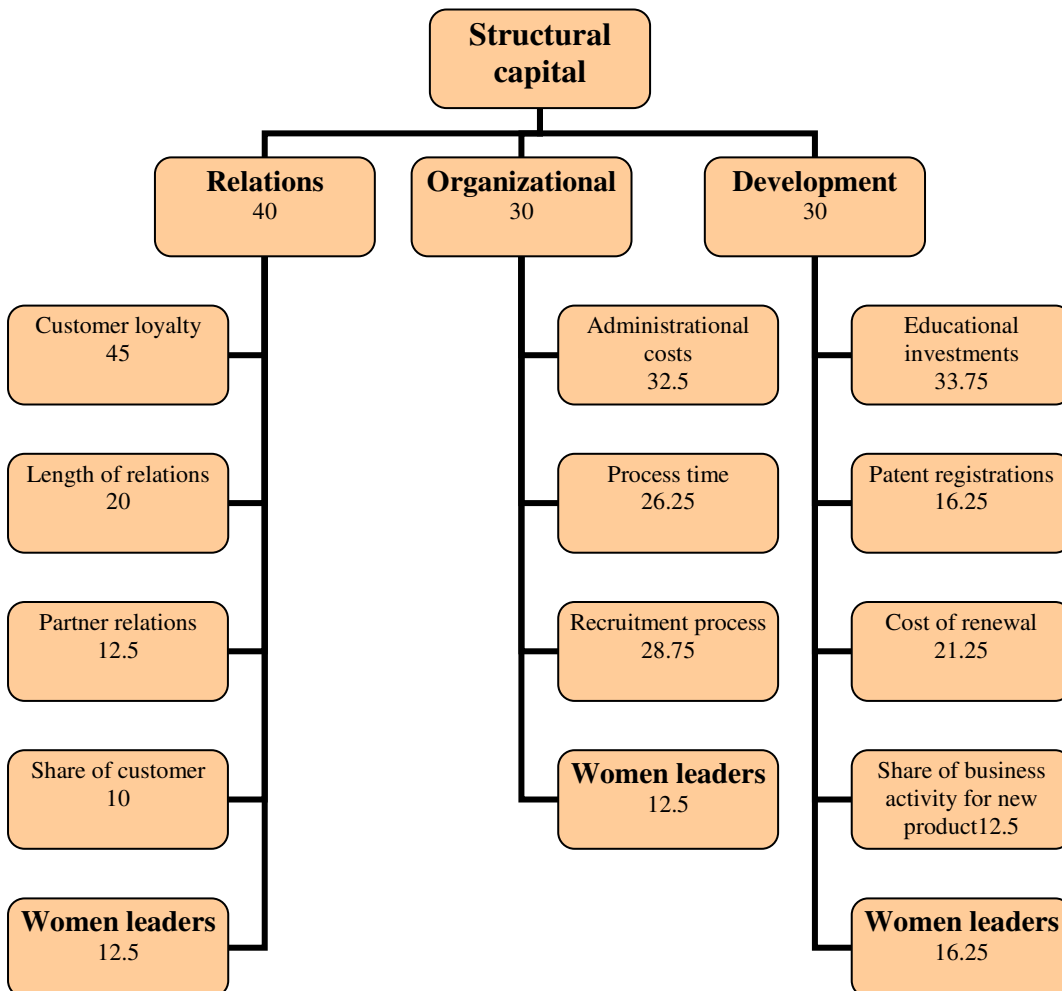 Structural
capital
Relations
40
Organizational
30
Development
30
Customer loyalty
45
Length of relations
20
Partner relations
12.5
Share of customer
10
Women leaders
12.5
Administrational
costs
32.5
Process time
26.25
Recruitment process
28.75
Women leaders
12.5
Educational
investments
33.75
Patent registrations
16.25
Cost of renewal
21.25
Share of business
activity for new
product12.5
Women leaders
16.25